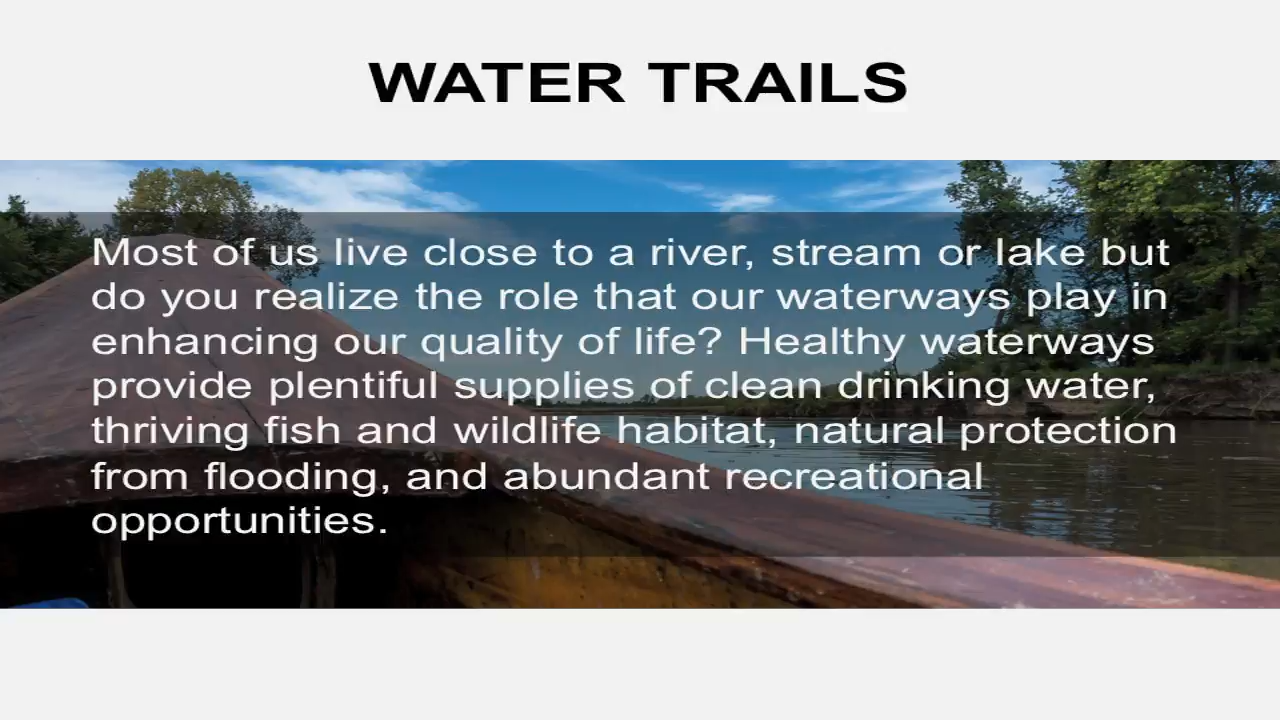 WATER TRAILS
Most of us live close to a river, stream or lake but
do you realize the role that our waterways play in
enhancing our quality of life? Healthy waterways
provide plentiful supplies of clean drinking water,
thriving fish and wildlife habitat, natural protection
from flooding, and abundant recreational
opportunities.